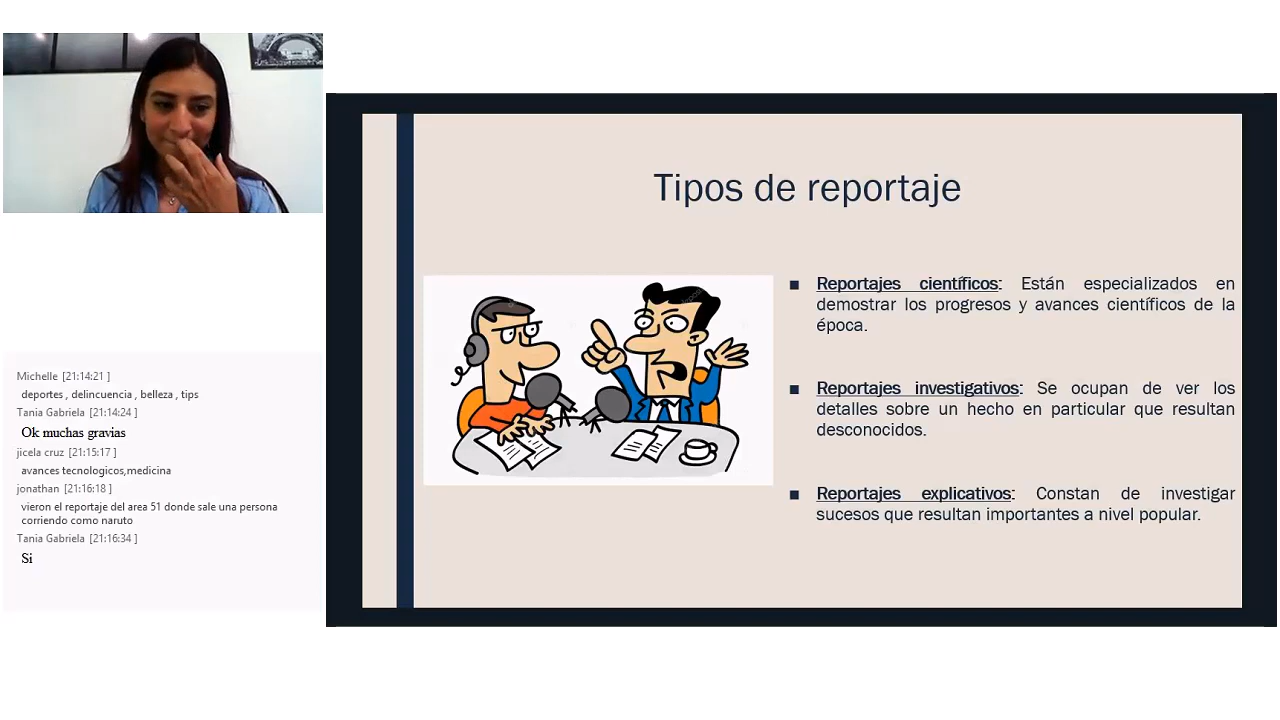 Tipos de reportaje
■ Reportajes científicos: Están especializados en
demostrar los progresos y avances científicos de la
época.
■ Reportajes investigativos: Se ocupan de ver los
detalles sobre un hecho en particular que resultan
desconocidos.
■ Reportajes explicativos: Constan de investigar
sucesos que resultan importantes a nivel popular.
Michelle [21:14:21 ]
deportes , delincuencia , belleza , tips
Tania Gabriela [21:14:24 ]
Ok muchas gravias
jicela cruz [21:15:17 ]
avances tecnologicos,medicina
jonathan [21:16:18 ]
vieron el reportaje del area 51 donde sale una persona
corriendo como naruto
Tania Gabriela [21:16:34 ]
Si